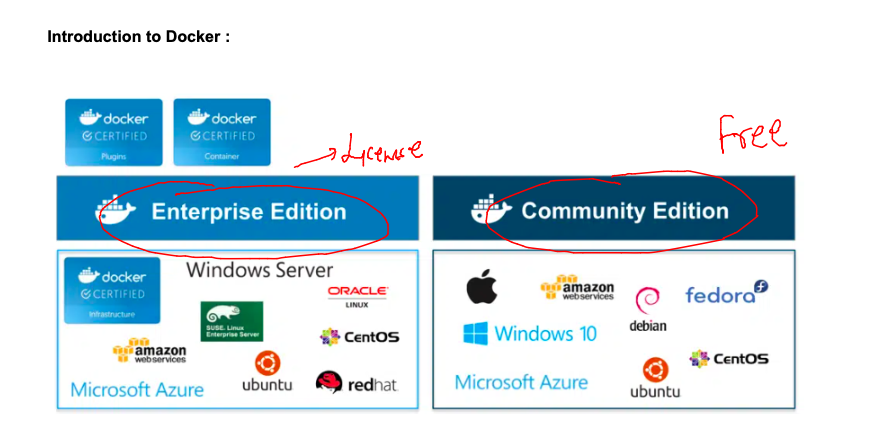 Introduction to Docker :
docker
CERTIFIED
Plugins
docker
CERTIFIED
Container
License
Free
Enterprise Edition
Community Edition
docker
CERTIFIED
Infrastructure
Windows Server
ORACLE
LINUX
SUSE. Linux
Enterprise Server
CentOS
amazon
webservices
ubuntu
redhat
Microsoft Azure
amazon
webservices
debian
fedora
Windows 10
CentOS
Microsoft Azure
ubuntu